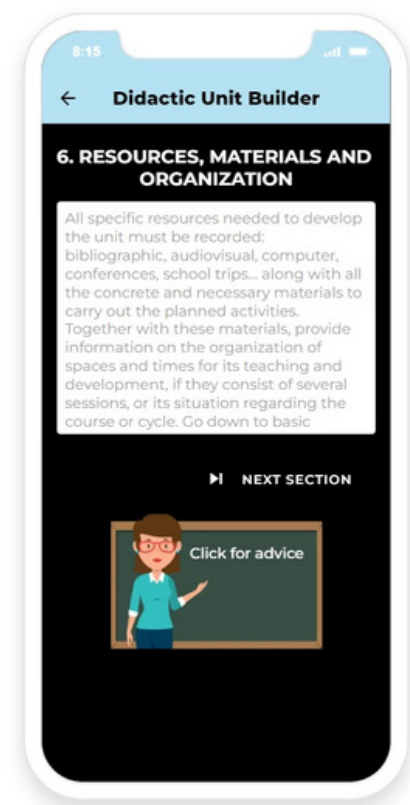 8:15
Didactic Unit Builder
6. RESOURCES, MATERIALS AND
ORGANIZATION
All specific resources needed to develop
the unit must be recorded:
bibliographic, audiovisual, computer,
conferences, school trips... along with all
the concrete and necessary materials to
carry out the planned activities.
Together with these materials, provide
information on the organization of
spaces and times for its teaching and
development, if they consist of several
sessions, or its situation regarding the
course or cycle. Go down to basic
NEXT SECTION
Click for advice